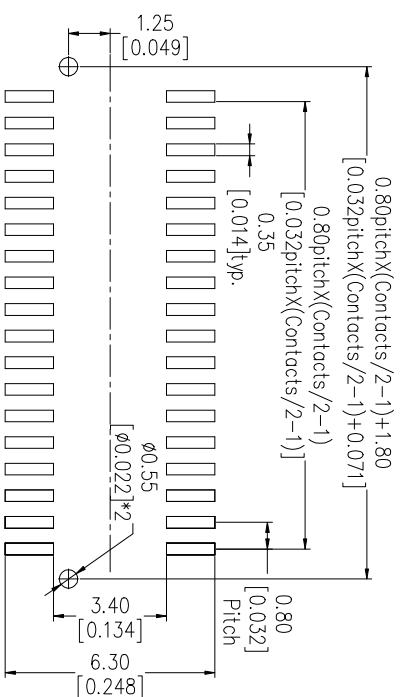 1.25
[0.049]
0.80pitchX(Contacts/2-1)+1.80
[0.032pitchX(Contacts/2-1)+0.071]
0.80pitchX(Contacts/2-1)
[0.032pitchX(Contacts/2-1)]
0.35
[0.014]typ.
ø0.55
[ø0.022]*2
0.80
[0.032]
Pitch
3.40
[0.134]
6.30
[0.248]